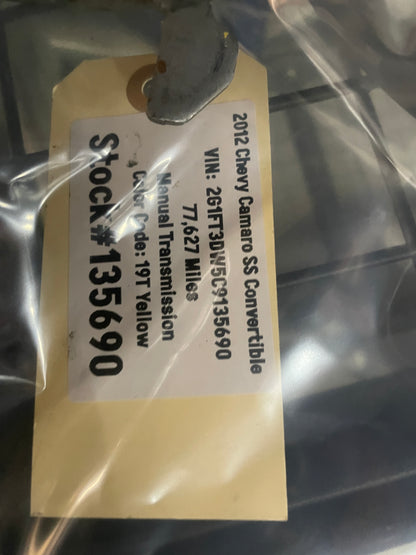 2012 Chevy Camaro SS Convertible
VIN: 2G1FT3DW5C9135690
77,627 Miles
Manual Transmission
Color Code: 19T Yellow
Stock#135690